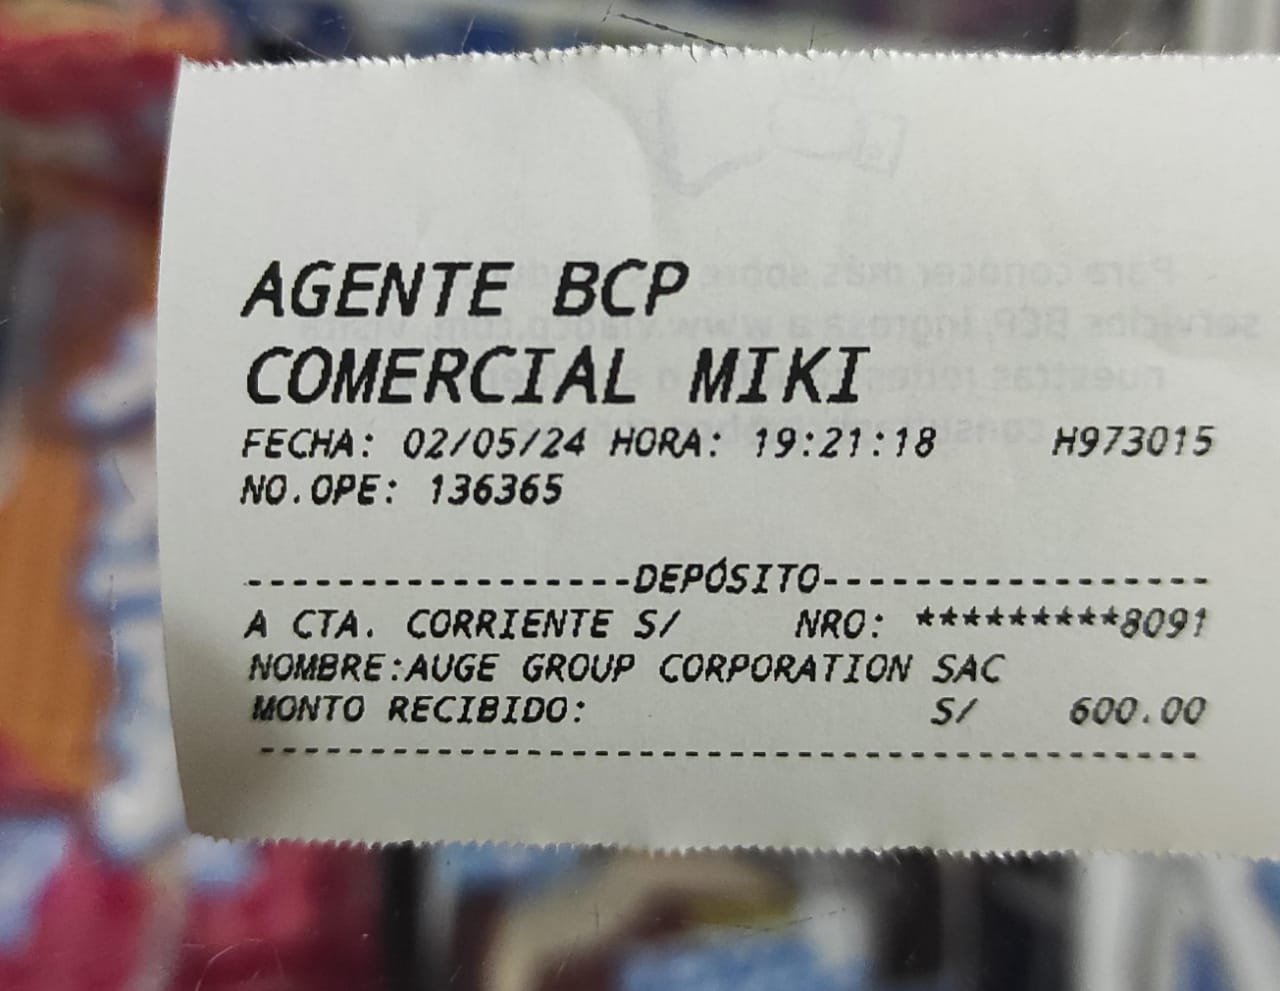 AGENTE BCP
COMERCIAL MIKI
FECHA: 02/05/24 HORA: 19:21:18 H973015
NO.OPE: 136365
------------------DEPÓSITO------------------
A CTA. CORRIENTE S/ NRO: *********8091
NOMBRE:AUGE GROUP CORPORATION SAC
MONTO RECIBIDO: S/ 600.00